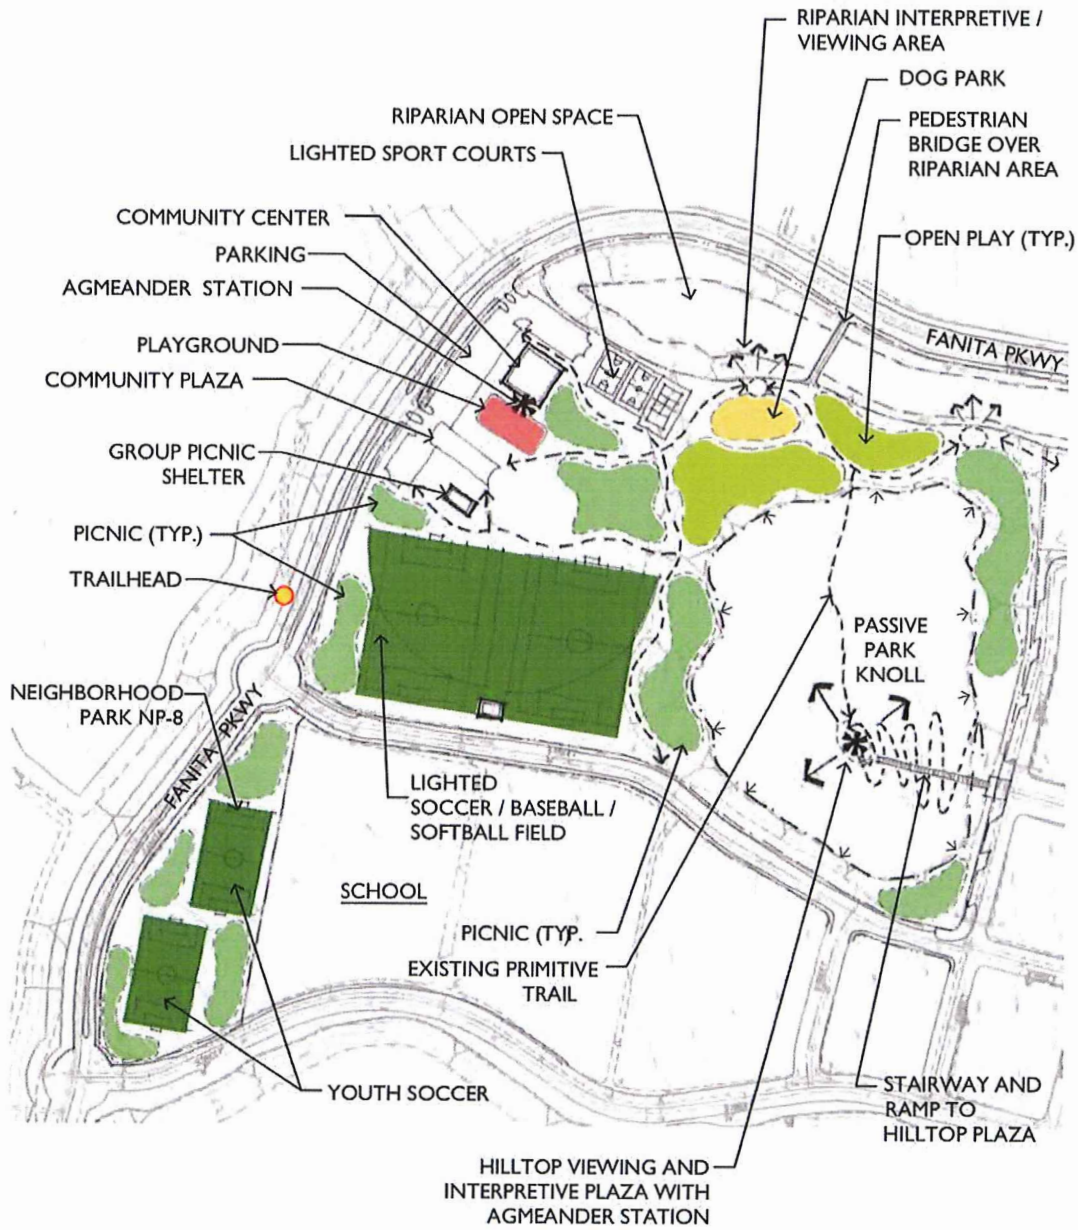 RIPARIAN INTERPRETIVE /
VIEWING AREA
DOG PARK
RIPARIAN OPEN SPACE
PEDESTRIAN
BRIDGE OVER
RIPARIAN AREA
LIGHTED SPORT COURTS
COMMUNITY CENTER
OPEN PLAY (TYP.)
PARKING
AGMEANDER STATION
PLAYGROUND
FANITA PKWY
COMMUNITY PLAZA
GROUP PICNIC
SHELTER
PICNIC (TYP.)
TRAILHEAD
PASSIVE
PARK
KNOLL
NEIGHBORHOOD
PARK NP-8
FANITA PKWY
LIGHTED
SOCCER / BASEBALL /
SOFTBALL FIELD
SCHOOL
PICNIC (TYP.
EXISTING PRIMITIVE
TRAIL
YOUTH SOCCER
STAIRWAY AND
RAMP TO
HILLTOP PLAZA
HILLTOP VIEWING AND
INTERPRETIVE PLAZA WITH
AGMEANDER STATION